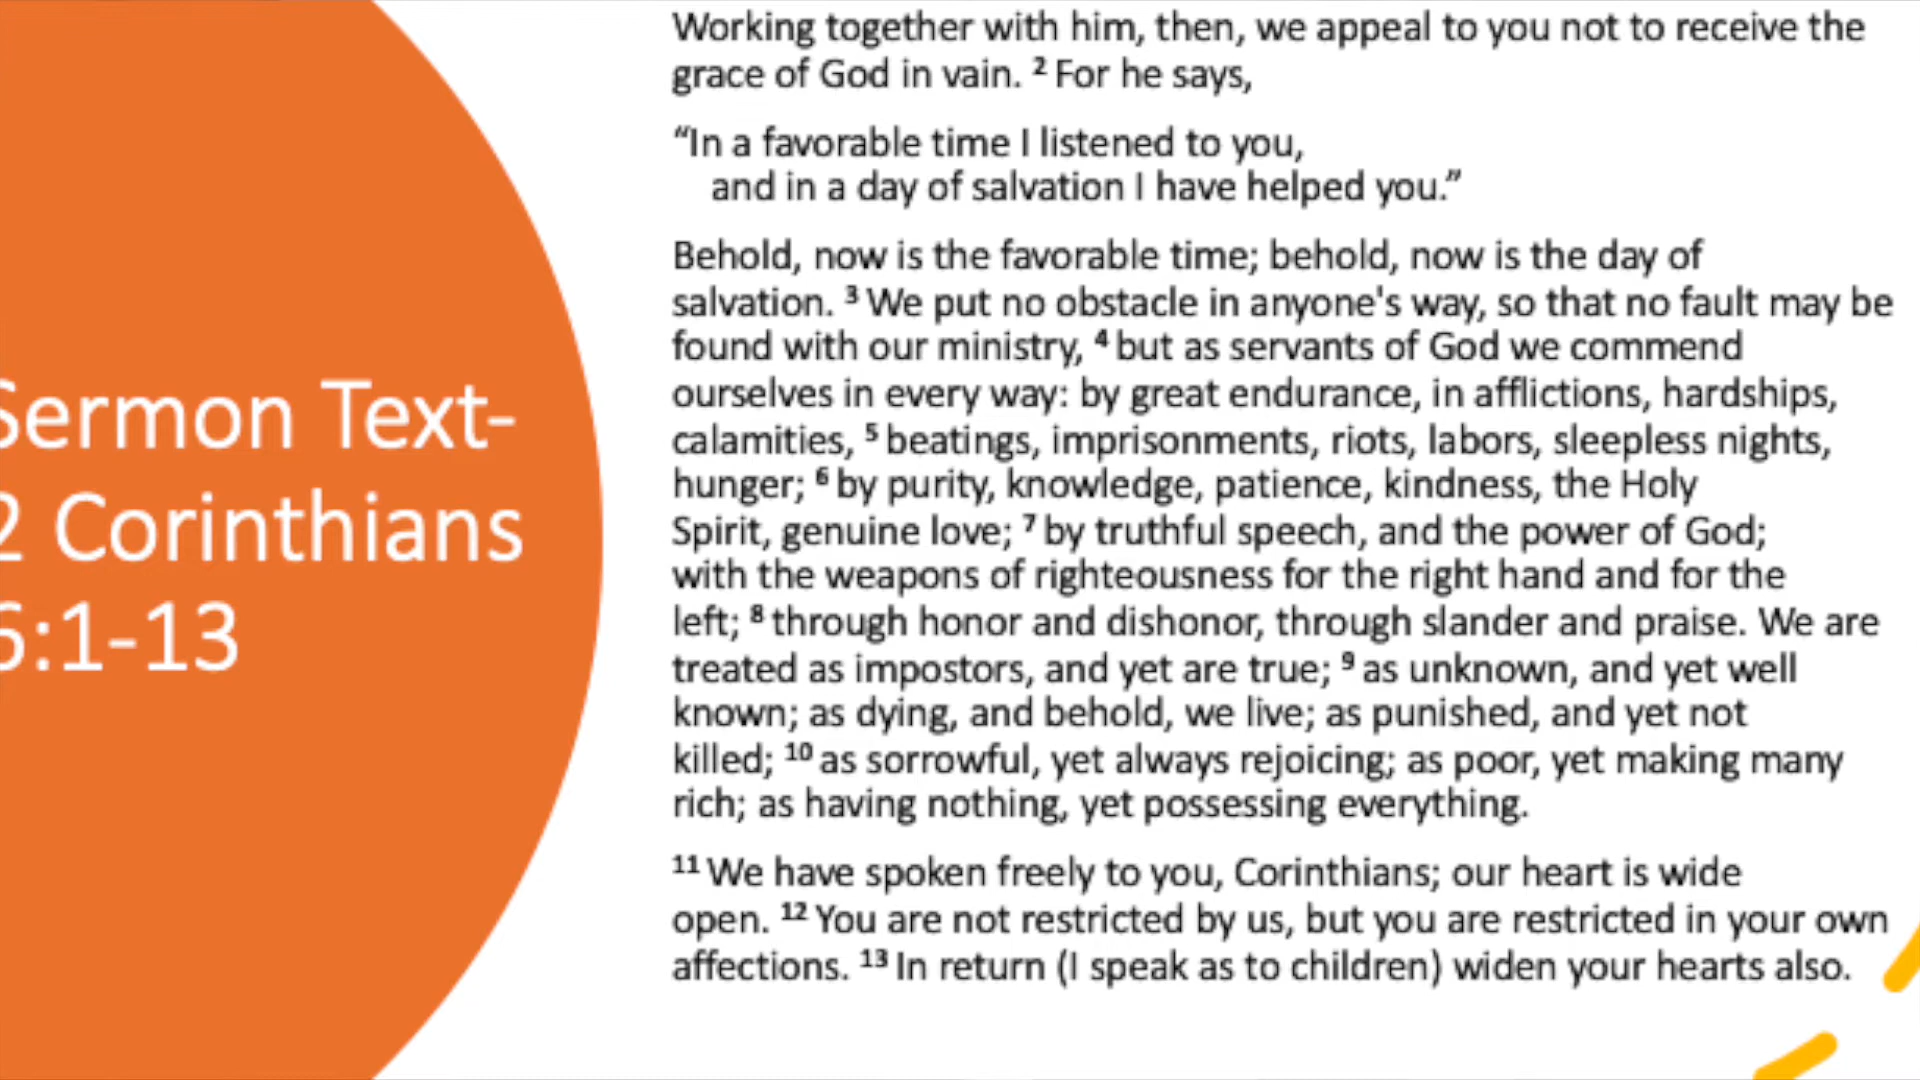 Sermon Text-
2 Corinthians
6:1-13
Working together with him, then, we appeal to you not to receive the
grace of God in vain. ² For he says,
“In a favorable time I listened to you,
and in a day of salvation I have helped you.”
Behold, now is the favorable time; behold, now is the day of
salvation. ³ We put no obstacle in anyone's way, so that no fault may be
found with our ministry, ⁴ but as servants of God we commend
ourselves in every way: by great endurance, in afflictions, hardships,
calamities, ⁵ beatings, imprisonments, riots, labors, sleepless nights,
hunger; ⁶ by purity, knowledge, patience, kindness, the Holy
Spirit, genuine love; ⁷ by truthful speech, and the power of God;
with the weapons of righteousness for the right hand and for the
left; ⁸ through honor and dishonor, through slander and praise. We are
treated as impostors, and yet are true; ⁹ as unknown, and yet well
known; as dying, and behold, we live; as punished, and yet not
killed; ¹⁰ as sorrowful, yet always rejoicing; as poor, yet making many
rich; as having nothing, yet possessing everything.
¹¹ We have spoken freely to you, Corinthians; our heart is wide
open. ¹² You are not restricted by us, but you are restricted in your own
affections. ¹³ In return (I speak as to children) widen your hearts also.